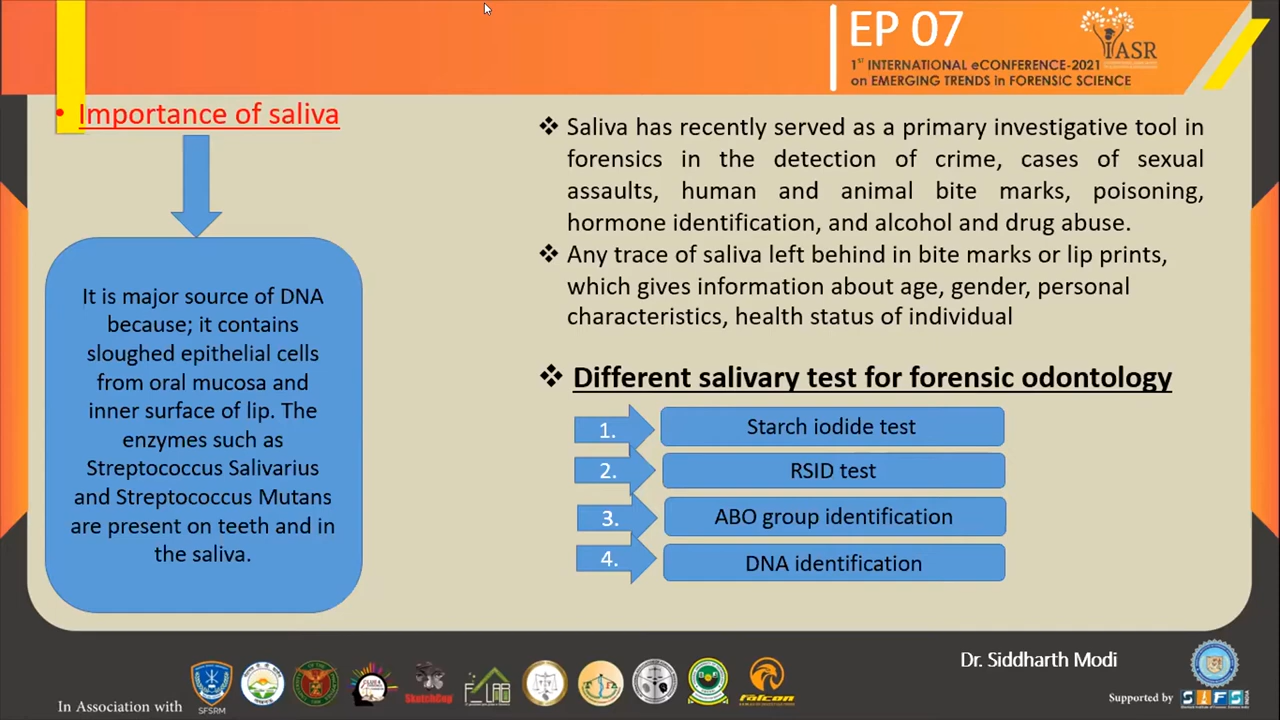 EP 07
IASR
1ST INTERNATIONAL eCONFERENCE-2021
on EMERGING TRENDS in FORENSIC SCIENCE
• Importance of saliva
It is major source of DNA
because; it contains
sloughed epithelial cells
from oral mucosa and
inner surface of lip. The
enzymes such as
Streptococcus Salivarius
and Streptococcus Mutans
are present on teeth and in
the saliva.
❖ Saliva has recently served as a primary investigative tool in
forensics in the detection of crime, cases of sexual
assaults, human and animal bite marks, poisoning,
hormone identification, and alcohol and drug abuse.
❖ Any trace of saliva left behind in bite marks or lip prints,
which gives information about age, gender, personal
characteristics, health status of individual
❖ Different salivary test for forensic odontology
1. Starch iodide test
2. RSID test
3. ABO group identification
4. DNA identification
Dr. Siddharth Modi
In Association with
SFSRM
SketchCop
F LAB
falcon
Supported by
SIFS
INDIA